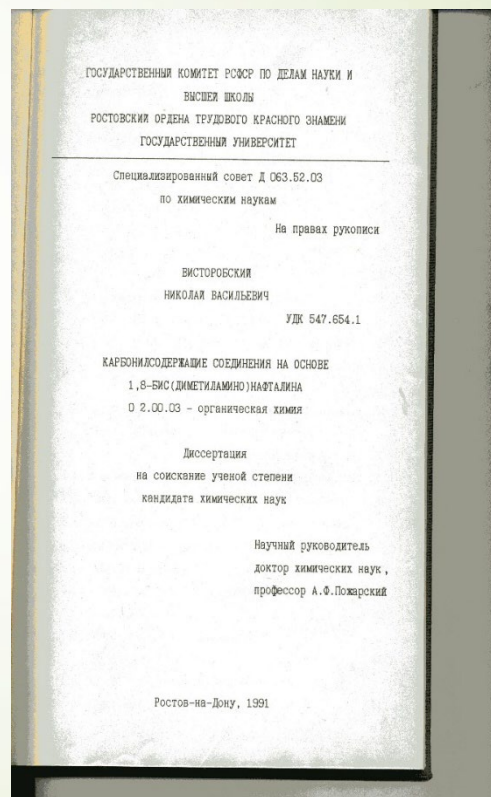 ГОСУДАРСТВЕННЫЙ КОМИТЕТ РСФСР ПО ДЕЛАМ НАУКИ И
ВЫСШЕЙ ШКОЛЫ
РОСТОВСКИЙ ОРДЕНА ТРУДОВОГО КРАСНОГО ЗНАМЕНИ
ГОСУДАРСТВЕННЫЙ УНИВЕРСИТЕТ
Специализированный совет Д 063.52.03
по химическим наукам
На правах рукописи
ВИСТОРОБСКИЙ
НИКОЛАЙ ВАСИЛЬЕВИЧ
УДК 547.654.1
КАРБОНИЛСОДЕРЖАЩИЕ СОЕДИНЕНИЯ НА ОСНОВЕ
1,8-БИС(ДИМЕТИЛАМИНО)НАФТАЛИНА
О 2.00.03 - органическая химия
Диссертация
на соискание ученой степени
кандидата химических наук
Научный руководитель
доктор химических наук,
профессор А.Ф.Пожарский
Ростов-на-Дону, 1991